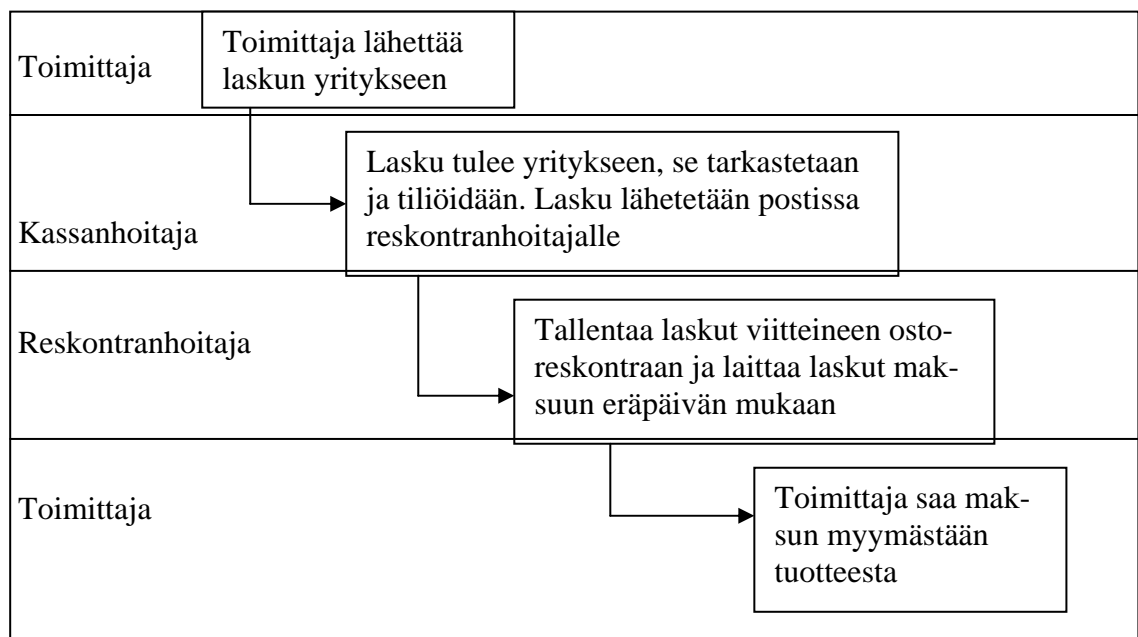 Toimittaja
Toimittaja lähettää
laskun yritykseen
Kassanhoitaja
Lasku tulee yritykseen, se tarkastetaan
ja tiliöidään. Lasku lähetetään postissa
reskontranhoitajalle
Reskontranhoitaja
Tallentaa laskut viitteineen osto-
reskontraan ja laittaa laskut mak-
suun eräpäivän mukaan
Toimittaja
Toimittaja saa mak-
sun myymästään
tuotteesta